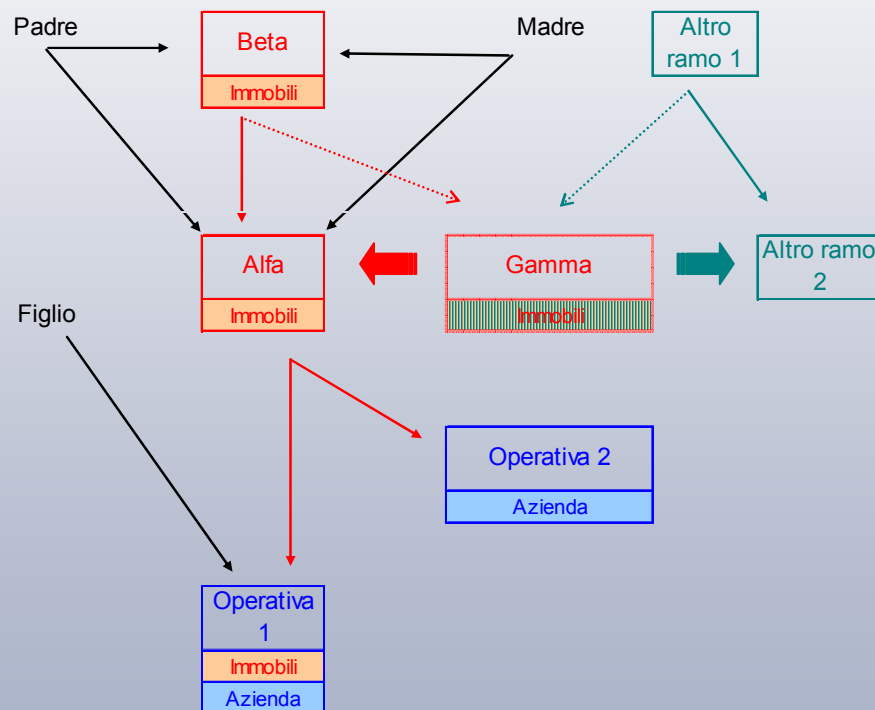 Padre
Beta
Immobili
Madre
Altro
ramo 1
Alfa
Immobili
Gamma
Immobili
Altro ramo
2
Figlio
Operativa 2
Azienda
Operativa
1
Immobili
Azienda